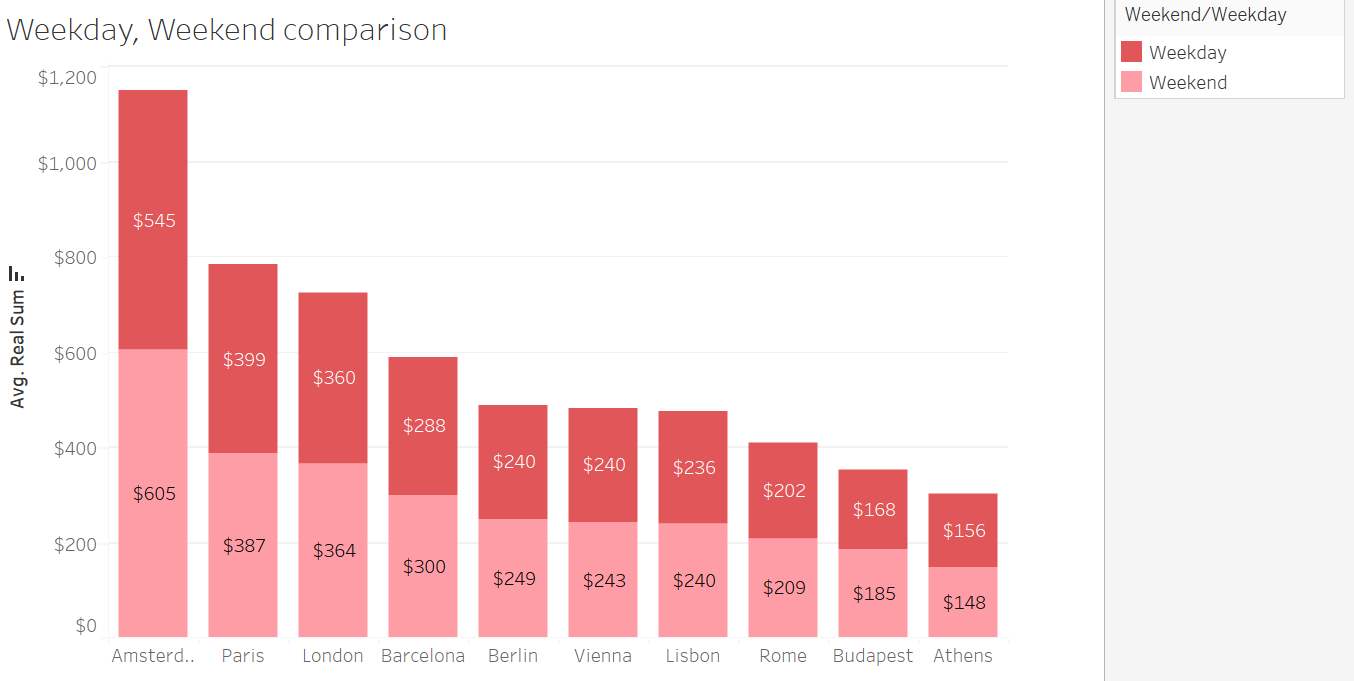 Weekday, Weekend comparison
Weekend/Weekday
Weekday
Weekend
Avg. Real Sum
$1,200
$1,000
$800
$600
$400
$200
$0
$545
$399
$360
$288
$240
$240
$236
$202
$168
$156
$605
$387
$364
$300
$249
$243
$240
$209
$185
$148
Amsterd..
Paris
London
Barcelona
Berlin
Vienna
Lisbon
Rome
Budapest
Athens